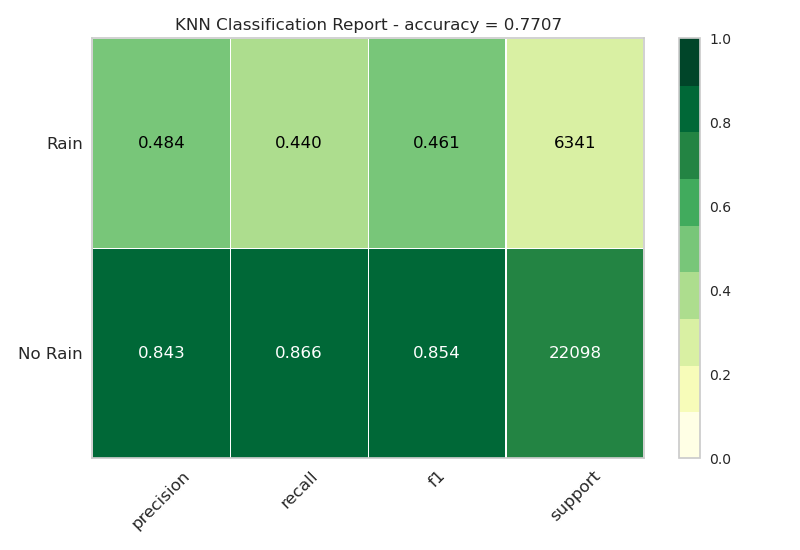 KNN Classification Report - accuracy = 0.7707
Rain 0.484 0.440 0.461 6341
No Rain 0.843 0.866 0.854 22098
precision recall f1 support
1.0
0.8
0.6
0.4
0.2
0.0